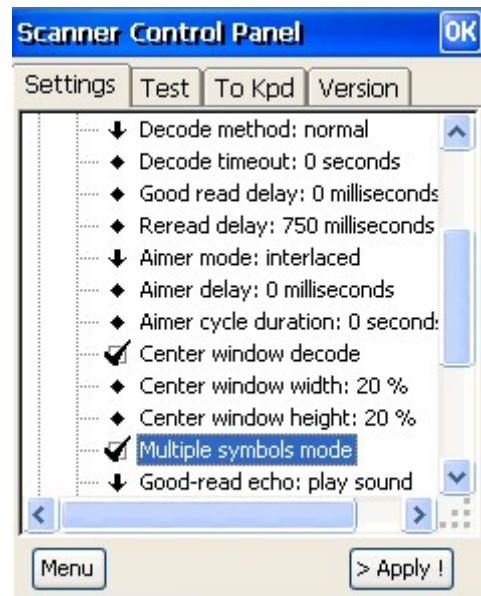 Scanner Control Panel OK
Settings Test To Kpd Version
Decode method: normal
Decode timeout: 0 seconds
Good read delay: 0 milliseconds
Reread delay: 750 milliseconds
Aimer mode: interlaced
Aimer delay: 0 milliseconds
Aimer cycle duration: 0 second:
Center window decode
Center window width: 20 %
Center window height: 20 %
Multiple symbols mode
Good-read echo: play sound
Menu > Apply !